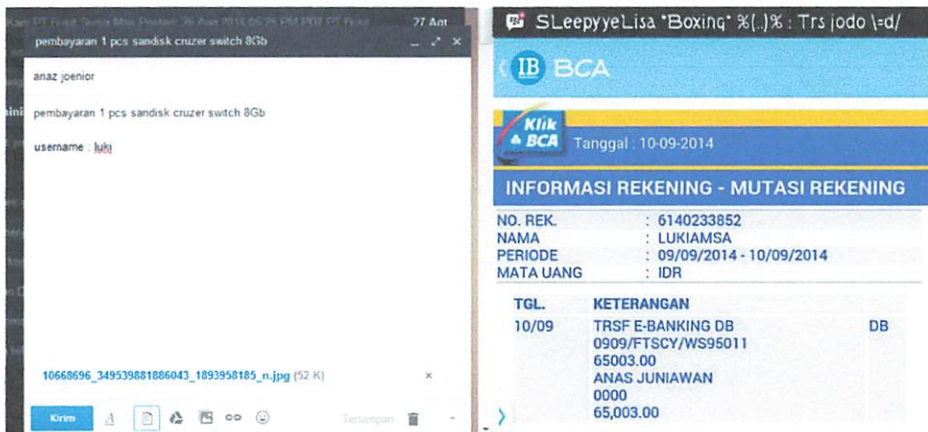 27 Agt
pembayaran 1 pcs sandisk cruzer switch 8Gb
anaz joenior
pembayaran 1 pcs sandisk cruzer switch 8Gb
username : luki
10668696_349539881886043_1893958185_n.jpg (52 K)
Kirim
Tersimpan
SLeepyyeLisa *Boxing* %(..)% : Trs jodo \=d/
IB BCA
Klik
BCA
Tanggal : 10-09-2014
INFORMASI REKENING - MUTASI REKENING
NO. REK. : 6140233852
NAMA : LUKIAMSA
PERIODE : 09/09/2014 - 10/09/2014
MATA UANG : IDR
TGL. KETERANGAN
10/09 TRSF E-BANKING DB DB
0909/FTSCY/WS95011
65003.00
ANAS JUNIAWAN
0000
65,003.00